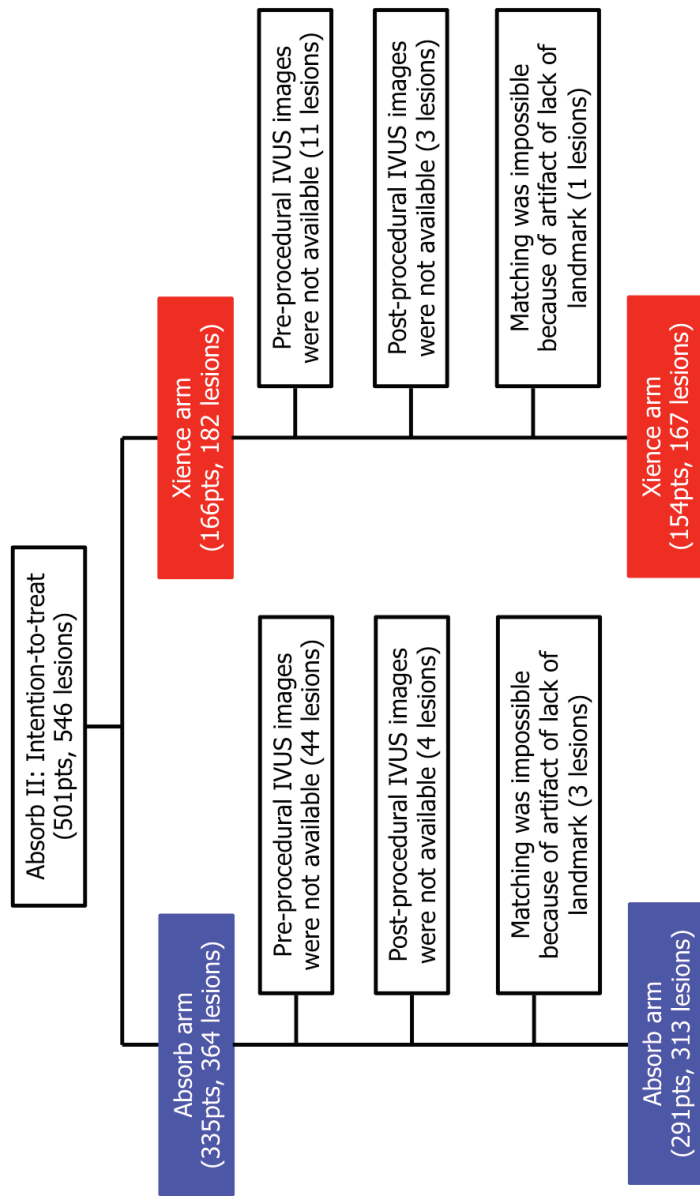 Absorb II: Intention-to-treat
(501pts, 546 lesions)
Absorb arm
(335pts, 364 lesions)
Xience arm
(166pts, 182 lesions)
Pre-procedural IVUS images
were not available (44 lesions)
Pre-procedural IVUS images
were not available (11 lesions)
Post-procedural IVUS images
were not available (4 lesions)
Post-procedural IVUS images
were not available (3 lesions)
Matching was impossible
because of artifact of lack of
landmark (3 lesions)
Matching was impossible
because of artifact of lack of
landmark (1 lesions)
Absorb arm
(291pts, 313 lesions)
Xience arm
(154pts, 167 lesions)